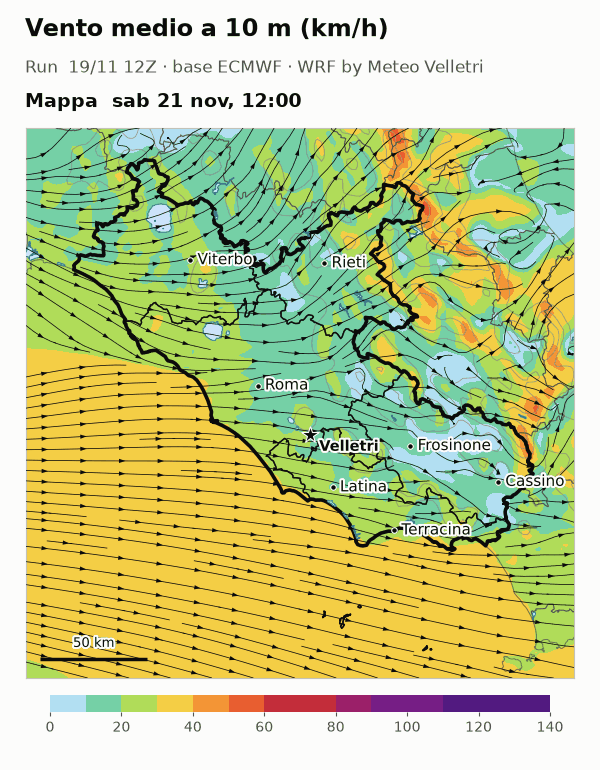 Vento medio a 10 m (km/h)
Run 19/11 12Z · base ECMWF · WRF by Meteo Velletri
Mappa sab 21 nov, 12:00
Viterbo
Rieti
Roma
Velletri
Frosinone
Cassino
Latina
Terracina
50 km
0 20 40 60 80 100 120 140